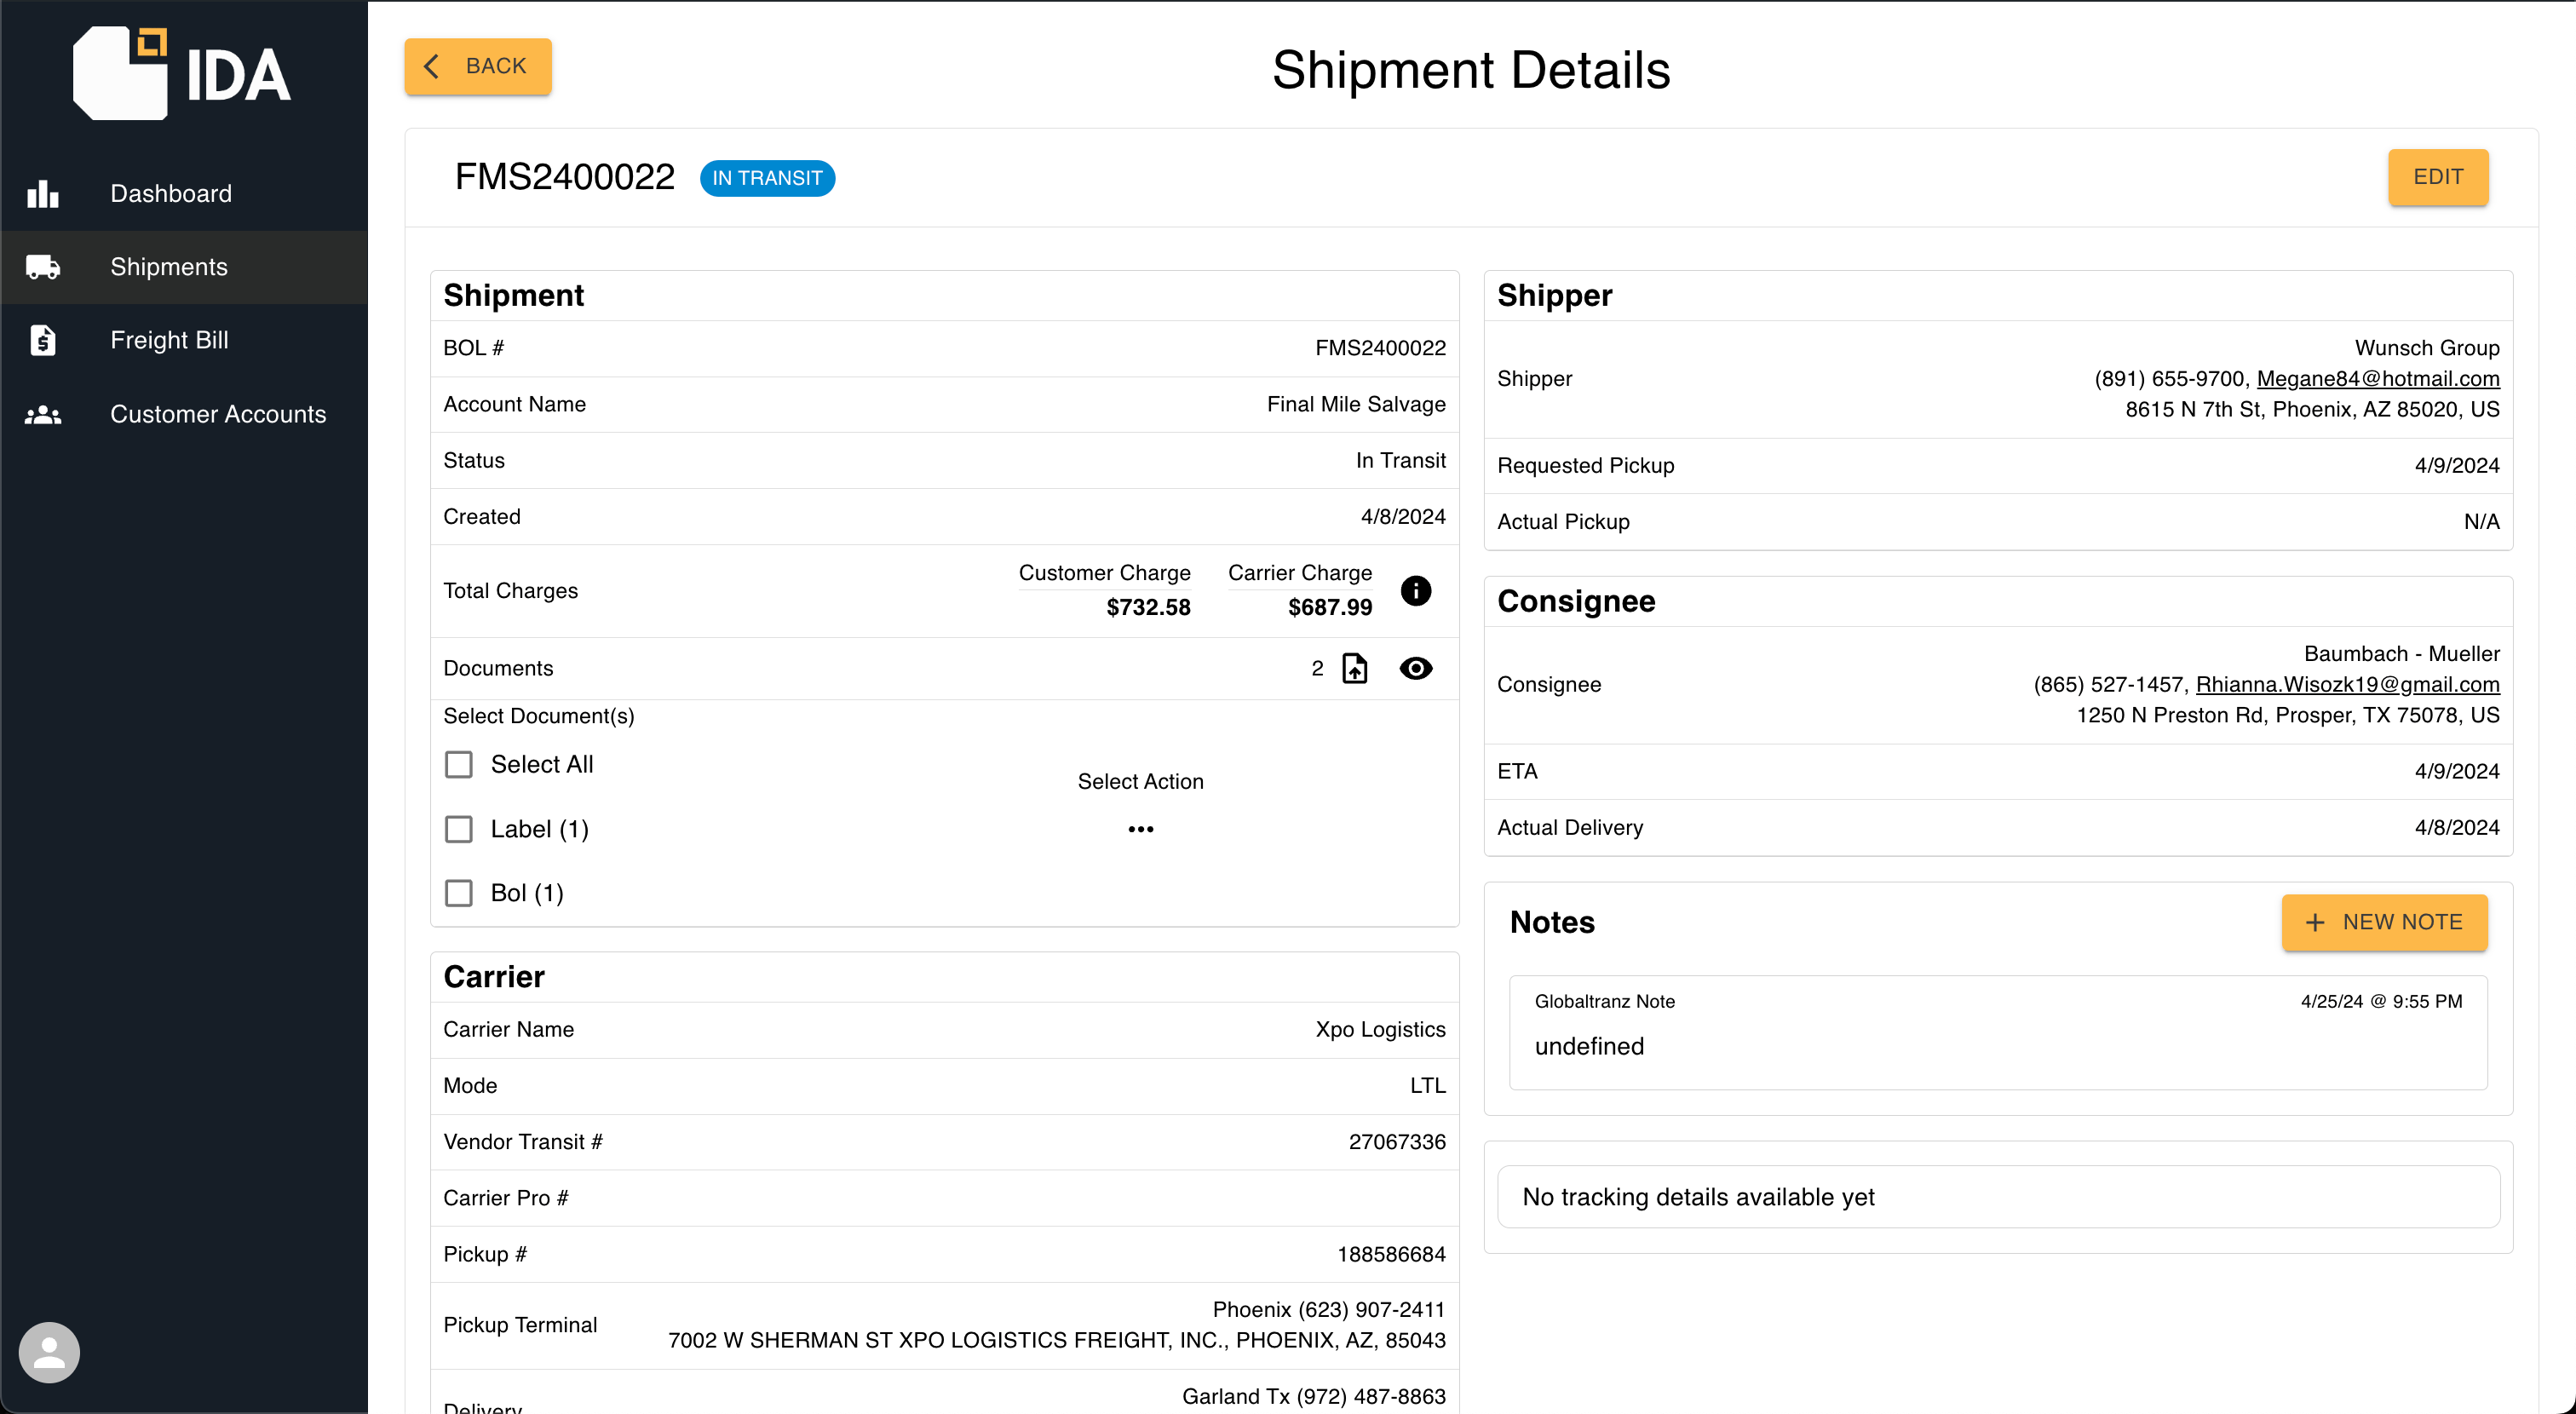 IDA
Dashboard
Shipments
Freight Bill
Customer Accounts
BACK
Shipment Details
FMS2400022
IN TRANSIT
EDIT
Shipment
BOL # FMS2400022
Account Name Final Mile Salvage
Status In Transit
Created 4/8/2024
Total Charges
Customer Charge Carrier Charge
$732.58 $687.99
Documents 2
Select Document(s)
Select All
Select Action
Label (1)
Bol (1)
Carrier
Carrier Name Xpo Logistics
Mode LTL
Vendor Transit # 27067336
Carrier Pro #
Pickup # 188586684
Pickup Terminal
Phoenix (623) 907-2411
7002 W SHERMAN ST XPO LOGISTICS FREIGHT, INC., PHOENIX, AZ, 85043
Garland Tx (972) 487-8863
Delivery
Shipper
Shipper
Wunsch Group
(891) 655-9700, Megane84@hotmail.com
8615 N 7th St, Phoenix, AZ 85020, US
Requested Pickup 4/9/2024
Actual Pickup N/A
Consignee
Consignee
Baumbach - Mueller
(865) 527-1457, Rhianna.Wisozk19@gmail.com
1250 N Preston Rd, Prosper, TX 75078, US
ETA 4/9/2024
Actual Delivery 4/8/2024
Notes
NEW NOTE
Globaltranz Note 4/25/24 @ 9:55 PM
undefined
No tracking details available yet